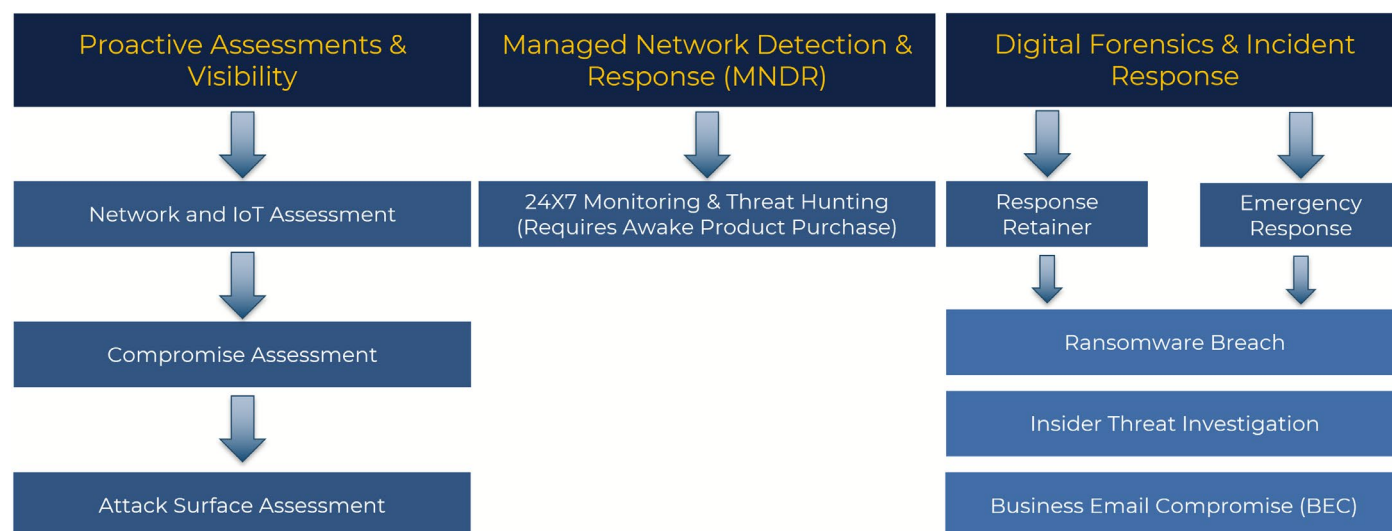 Proactive Assessments &
Visibility
Network and IoT Assessment
Compromise Assessment
Attack Surface Assessment
Managed Network Detection &
Response (MNDR)
24X7 Monitoring & Threat Hunting
(Requires Awake Product Purchase)
Digital Forensics & Incident
Response
Response
Retainer
Emergency
Response
Ransomware Breach
Insider Threat Investigation
Business Email Compromise (BEC)